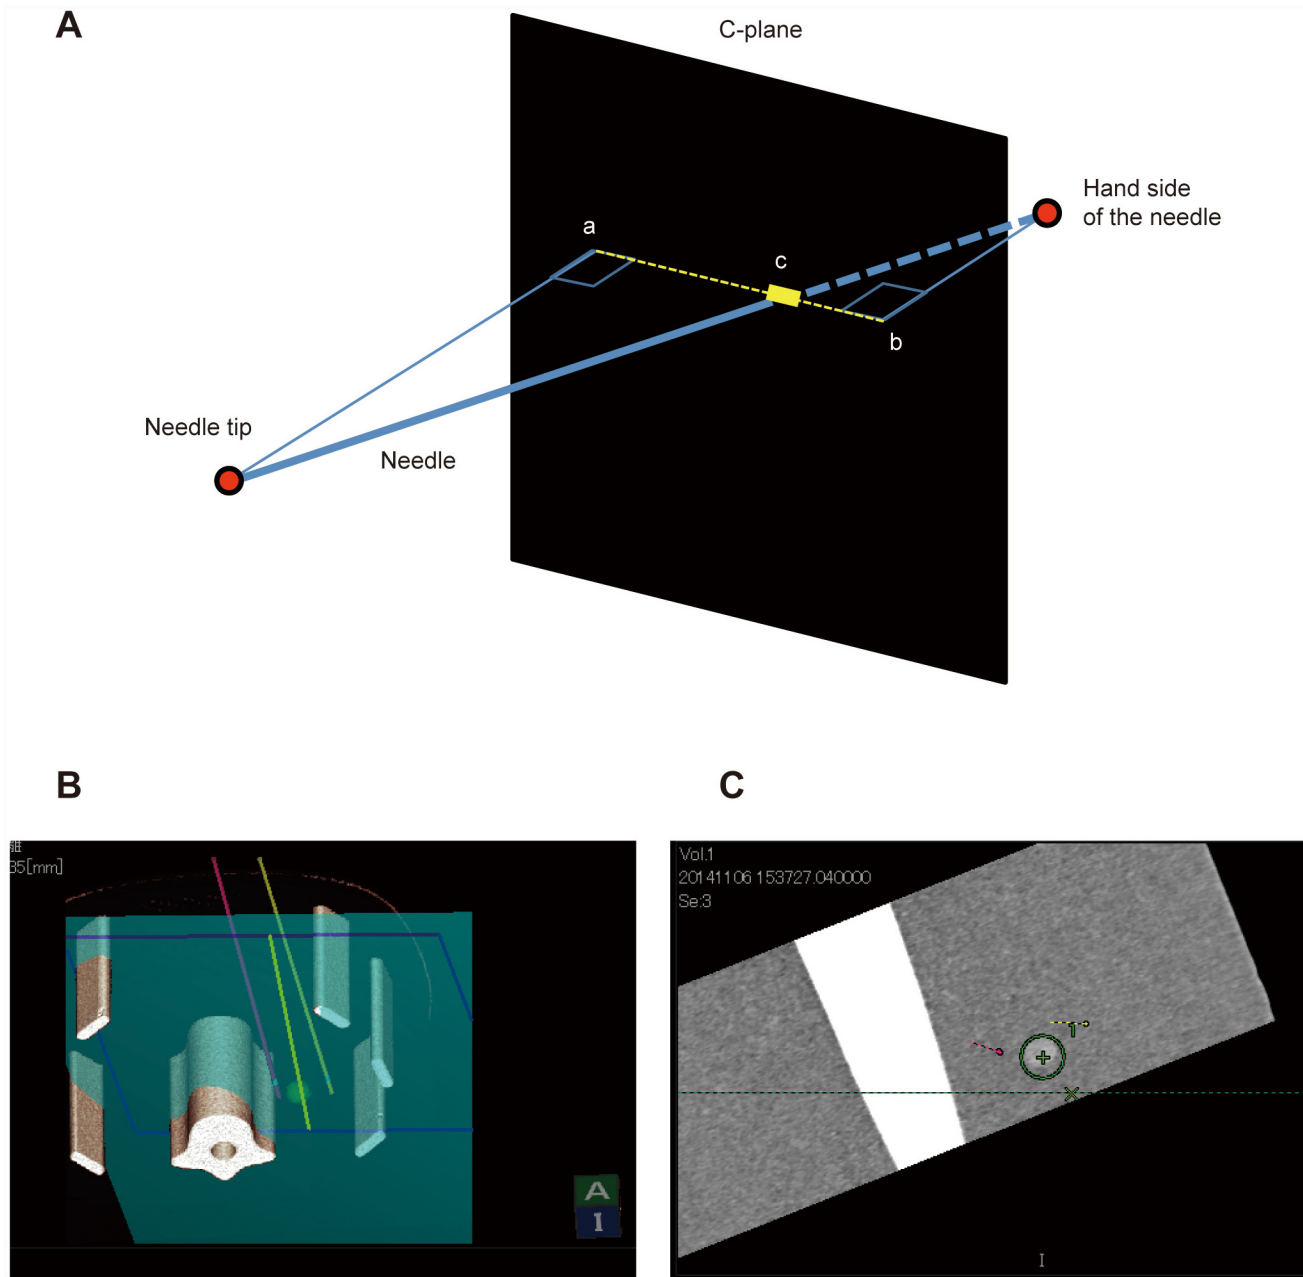 A
C-plane
Hand side
of the needle
a
c
b
Needle tip
Needle
B
C
35[mm]
A
I
Vol.1
20141106 153727.040000
Se:3
1
I